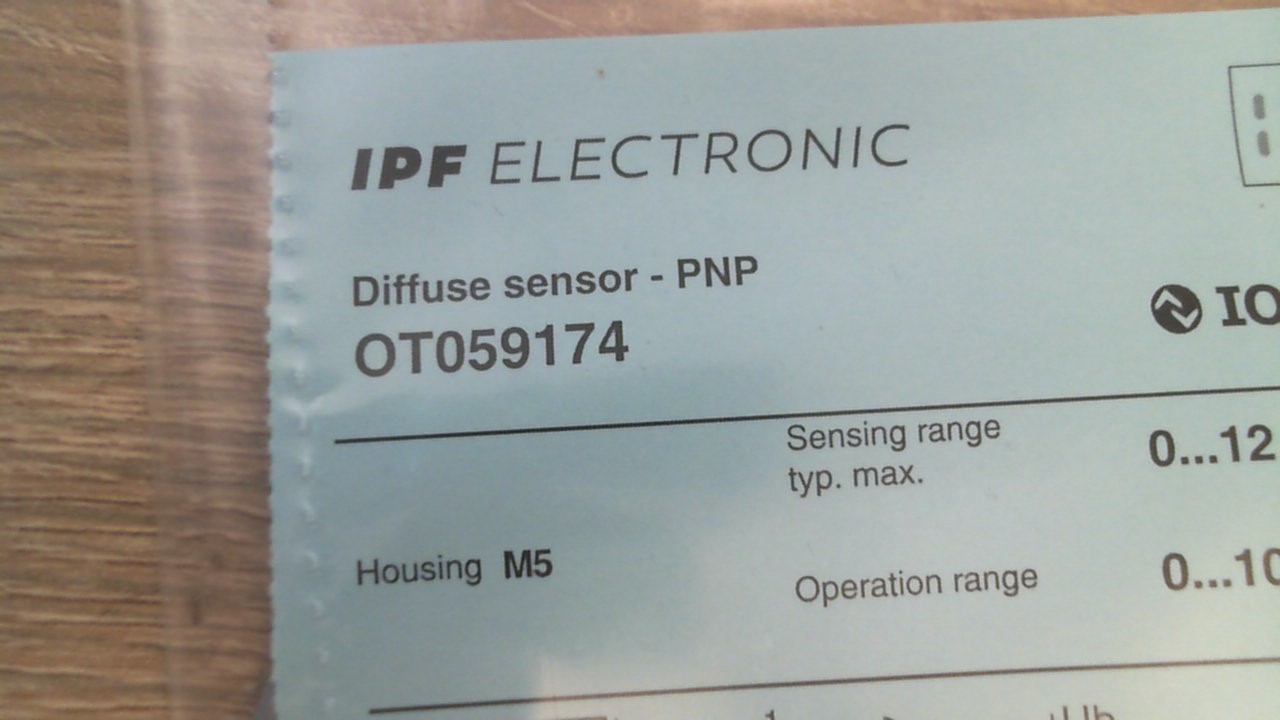 IPF ELECTRONIC
Diffuse sensor - PNP
OT059174
IO
Sensing range
typ. max.
0...12
Housing M5
Operation range
0...10